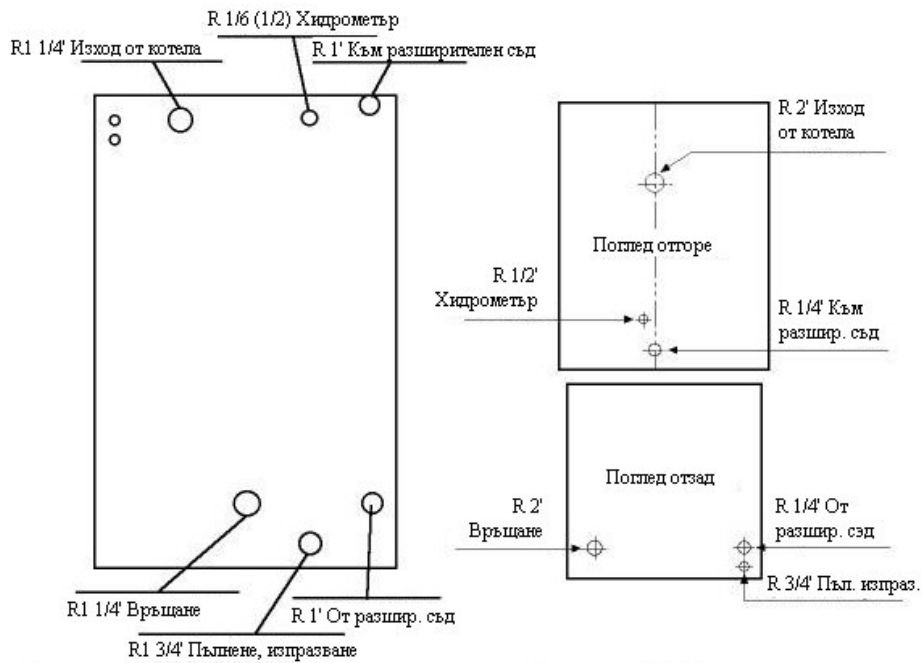 R 1/6 (1/2) Хидрометър
R1 1/4' Изход от котела
R 1' Към разширителен съд
R1 1/4' Връщане
R 1' От разшир. съд
R1 3/4' Пълнене, изпразване
R 2' Изход
от котела
Поглед отгоре
R 1/2'
Хидрометър
R 1/4' Към
разшир. съд
Поглед отзад
R 2'
Връщане
R 1/4' От
разшир. сэд
R 3/4' Пъл. изпраз.